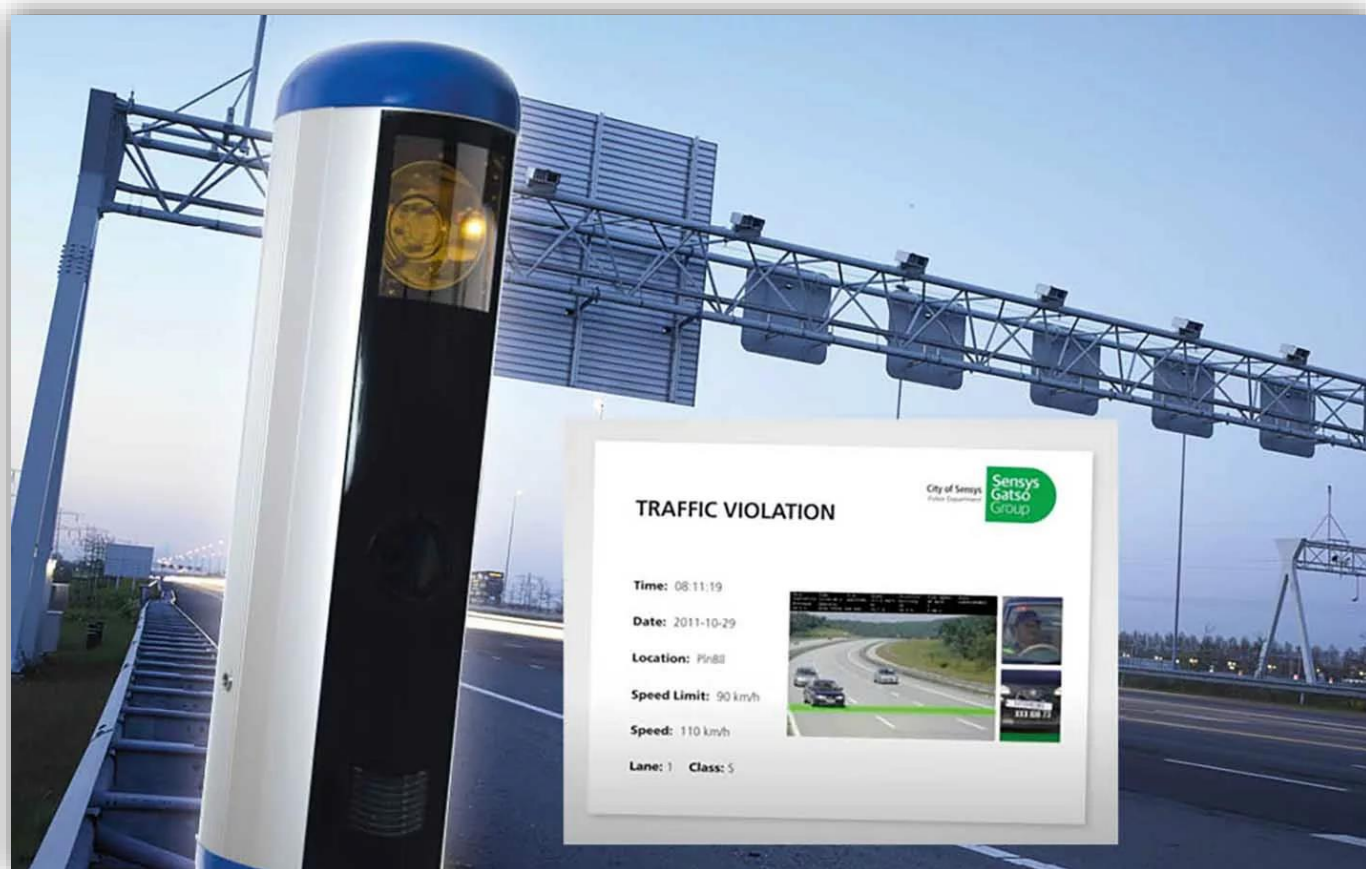 TRAFFIC VIOLATION
City of Sensys
Police Department
Sensys
Gatso
Group
Time: 08:11:19
Date: 2011-10-29
Location:
Speed Limit: 90 km/h
Speed: 110 km/h
Lane: 1 Class: 5